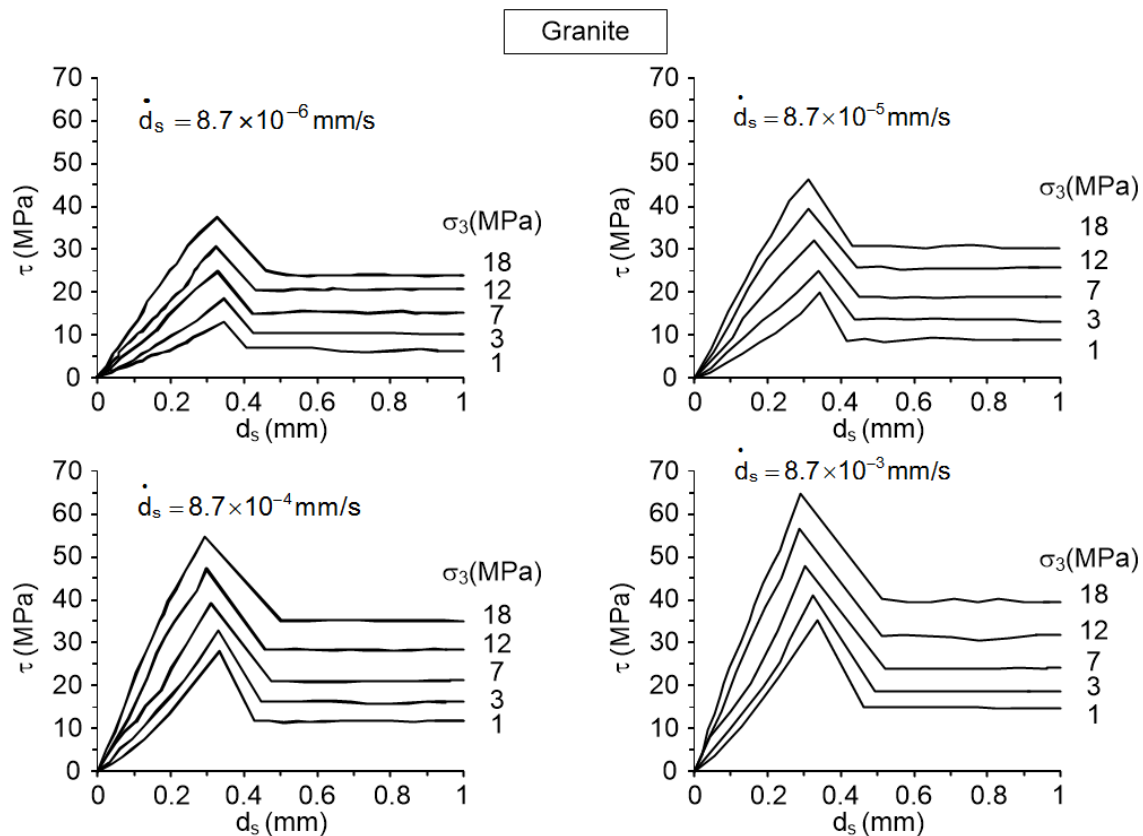 Granite
ḋₛ = 8.7 × 10⁻⁶ mm/s
τ (MPa)
70
60
50
40
30
20
10
0
σ₃(MPa)
18
12
7
3
1
0 0.2 0.4 0.6 0.8 1
dₛ (mm)
ḋₛ = 8.7×10⁻⁵ mm/s
τ (MPa)
70
60
50
40
30
20
10
0
σ₃(MPa)
18
12
7
3
1
0 0.2 0.4 0.6 0.8 1
dₛ (mm)
ḋₛ = 8.7×10⁻⁴ mm/s
τ (MPa)
70
60
50
40
30
20
10
0
σ₃(MPa)
18
12
7
3
1
0 0.2 0.4 0.6 0.8 1
dₛ (mm)
ḋₛ = 8.7×10⁻³ mm/s
τ (MPa)
70
60
50
40
30
20
10
0
σ₃(MPa)
18
12
7
3
1
0 0.2 0.4 0.6 0.8 1
dₛ (mm)